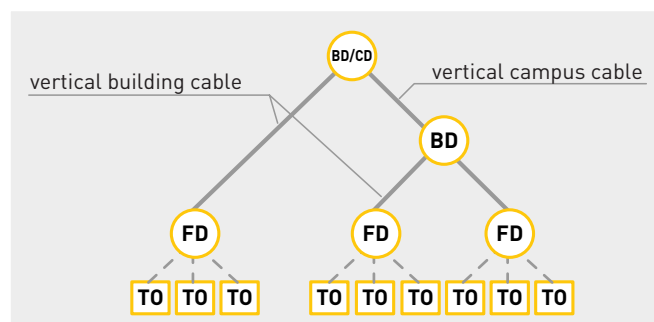 BD/CD
vertical building cable
vertical campus cable
BD
FD FD FD
TO TO TO TO TO TO TO TO TO